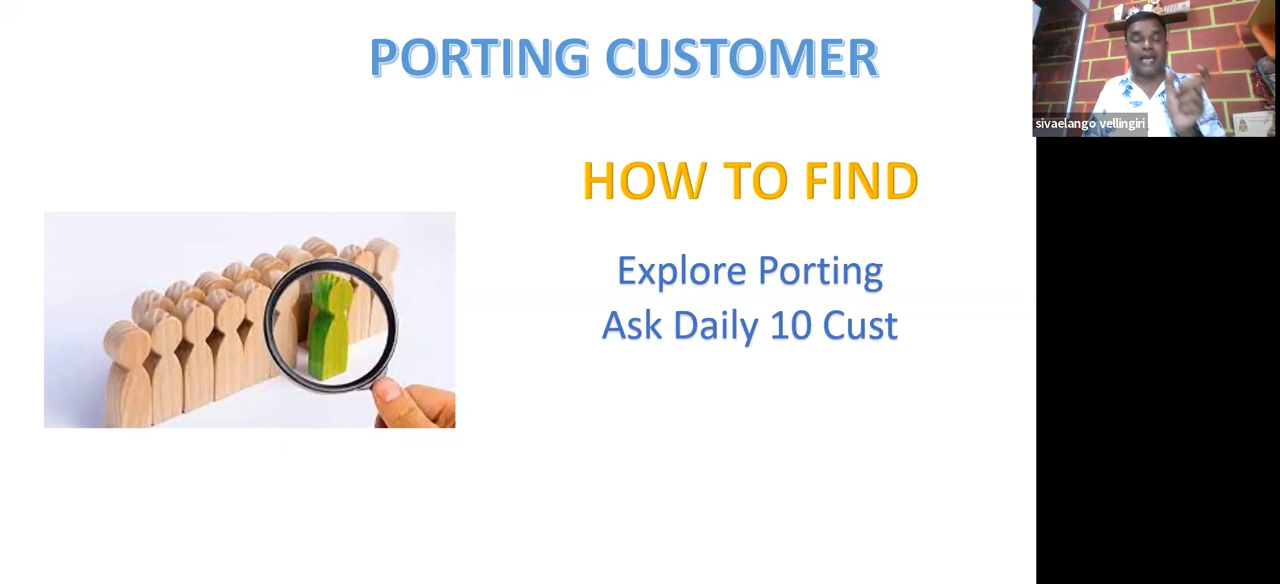 PORTING CUSTOMER
sivaelango vellingiri
HOW TO FIND
Explore Porting
Ask Daily 10 Cust